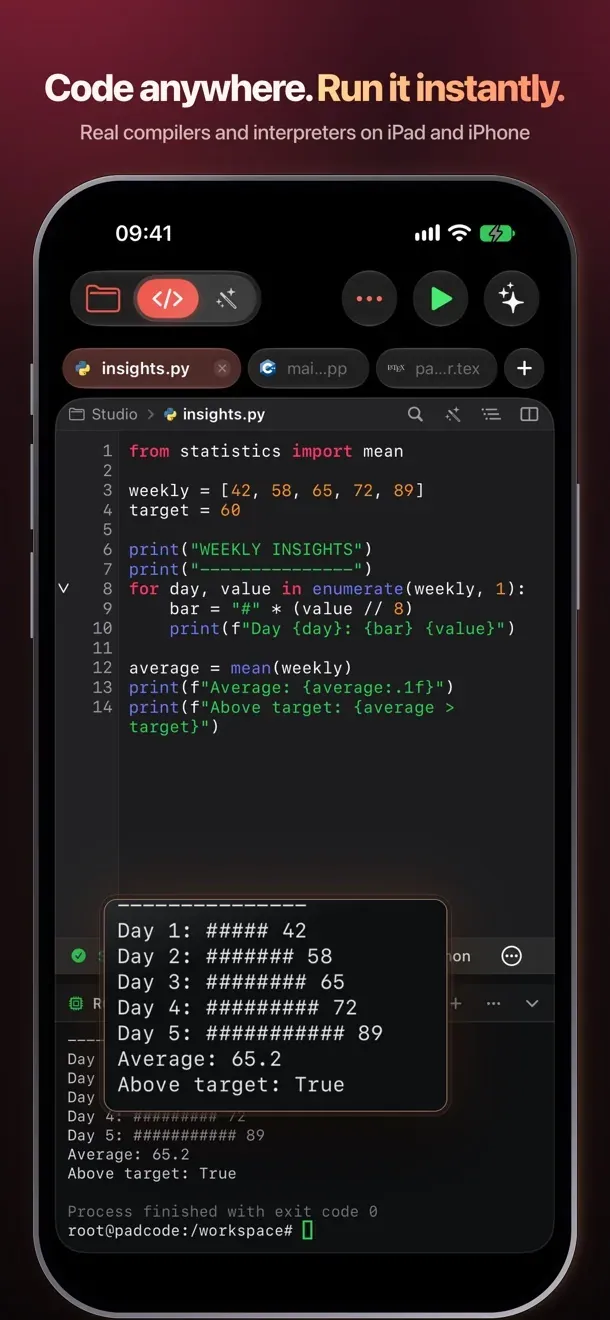 Code anywhere. Run it instantly.
Real compilers and interpreters on iPad and iPhone
09:41
</>
insights.py ×
mai...pp
LATEX pa...r.tex
+
Studio > insights.py
1 from statistics import mean
2
3 weekly = [42, 58, 65, 72, 89]
4 target = 60
5
6 print("WEEKLY INSIGHTS")
7 print("---------------")
8 for day, value in enumerate(weekly, 1):
9     bar = "#" * (value // 8)
10     print(f"Day {day}: {bar} {value}")
11
12 average = mean(weekly)
13 print(f"Average: {average:.1f}")
14 print(f"Above target: {average >
target}")
---------------
Day 1: ##### 42
Day 2: ####### 58
Day 3: ######## 65
Day 4: ######### 72
Day 5: ########### 89
Average: 65.2
Above target: True
Day
Day
Day
Day 4: ######### 72
Day 5: ########### 89
Average: 65.2
Above target: True
Process finished with exit code 0
root@padcode:/workspace#